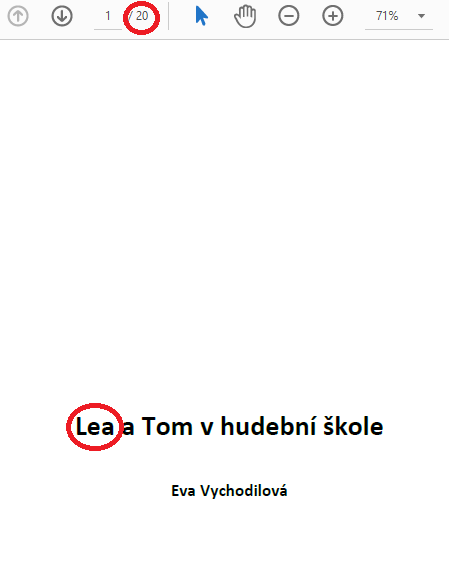 1 / 20 71%
Lea a Tom v hudební škole
Eva Vychodilová